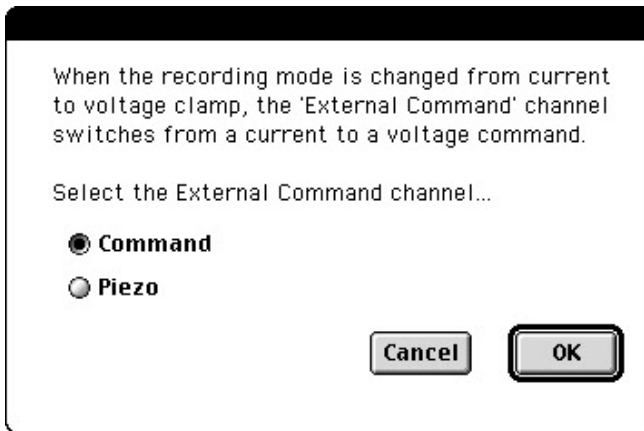 When the recording mode is changed from current
to voltage clamp, the 'External Command' channel
switches from a current to a voltage command.
Select the External Command channel...
Command
Piezo
Cancel OK